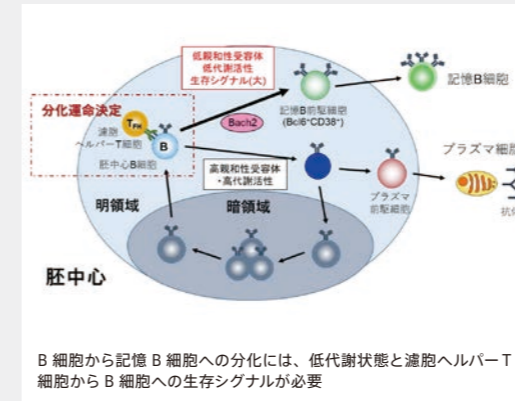 低親和性受容体
低代謝活性
生存シグナル(大)
分化運命決定
TFH
濾胞
ヘルパーT細胞
B
胚中心B細胞
Bach2
記憶B前駆細胞
(Bcl6⁺CD38⁺)
記憶B細胞
高親和性受容体
・高代謝活性
プラズマ
前駆細胞
プラズマ細胞
抗体
明領域
暗領域
胚中心
B 細胞から記憶 B 細胞への分化には、低代謝状態と濾胞ヘルパー T
細胞から B 細胞への生存シグナルが必要